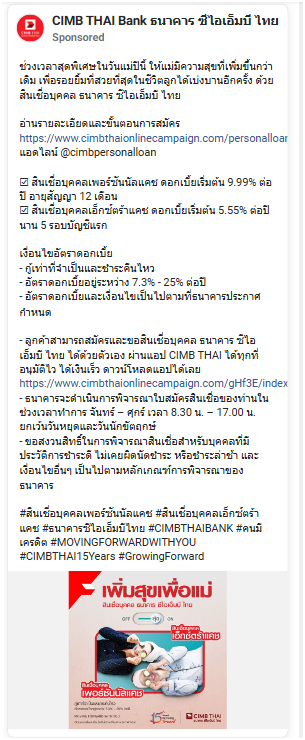 CIMB THAI Bank ธนาคาร ซีไอเอ็มบี ไทย
Sponsored
ช่วงเวลาสุดพิเศษในวันแม่ปีนี้ ให้แม่มีความสุขที่เพิ่มขึ้นกว่า
เดิม เพื่อรอยยิ้มที่สวยที่สุดในชีวิตลูกได้เบ่งบานอีกครั้ง ด้วย
สินเชื่อบุคคล ธนาคาร ซีไอเอ็มบี ไทย
อ่านรายละเอียดและขั้นตอนการสมัคร
https://www.cimbthaionlinecampaign.com/personalloan
แอดไลน์ @cimbpersonalloan
☑ สินเชื่อบุคคลเพอร์ซันนัลแคช ดอกเบี้ยเริ่มต้น 9.99% ต่อ
ปี อายุสัญญา 12 เดือน
☑ สินเชื่อบุคคลเอ็กซ์ตร้าแคช ดอกเบี้ยเริ่มต้น 5.55% ต่อปี
นาน 5 รอบบัญชีแรก
เงื่อนไขอัตราดอกเบี้ย
- กู้เท่าที่จำเป็นและชำระคืนไหว
- อัตราดอกเบี้ยอยู่ระหว่าง 7.3% - 25% ต่อปี
- อัตราดอกเบี้ยและเงื่อนไขเป็นไปตามที่ธนาคารประกาศ
กำหนด
- ลูกค้าสามารถสมัครและขอสินเชื่อบุคคล ธนาคาร ซีไอ
เอ็มบี ไทย ได้ด้วยตัวเอง ผ่านแอป CIMB THAI ได้ทุกที่
อนุมัติไว ได้เงินเร็ว ดาวน์โหลดแอปได้เลย
https://www.cimbthaionlinecampaign.com/gHf3E/index
- ธนาคารจะดำเนินการพิจารณาใบสมัครสินเชื่อของท่านใน
ช่วงเวลาทำการ จันทร์ – ศุกร์ เวลา 8.30 น. – 17.00 น.
ยกเว้นวันหยุดและวันนักขัตฤกษ์
- ขอสงวนสิทธิ์ในการพิจารณาสินเชื่อสำหรับบุคคลที่มี
ประวัติการชำระดี ไม่เคยผิดนัดชำระ หรือชำระล่าช้า และ
เงื่อนไขอื่นๆ เป็นไปตามหลักเกณฑ์การพิจารณาของ
ธนาคาร
#สินเชื่อบุคคลเพอร์ซันนัลแคช #สินเชื่อบุคคลเอ็กซ์ตร้า
แคช #ธนาคารซีไอเอ็มบีไทย #CIMBTHAIBANK #คนมี
เครดิต #MOVINGFORWARDWITHYOU
#CIMBTHAI15Years #GrowingForward
เพิ่มสุขเพื่อแม่
สินเชื่อบุคคล ธนาคาร ซีไอเอ็มบี ไทย
OFF สุข ON
สินเชื่อบุคคล
เอ็กซ์ตร้าแคช
สินเชื่อบุคคล
เพอร์ซันนัลแคช
CIMB THAI